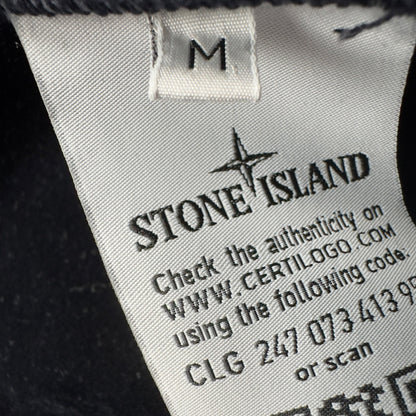 M
STONE ISLAND
Check the authenticity on
WWW.CERTILOGO.COM
using the following code:
CLG 247 073 413 95
or scan